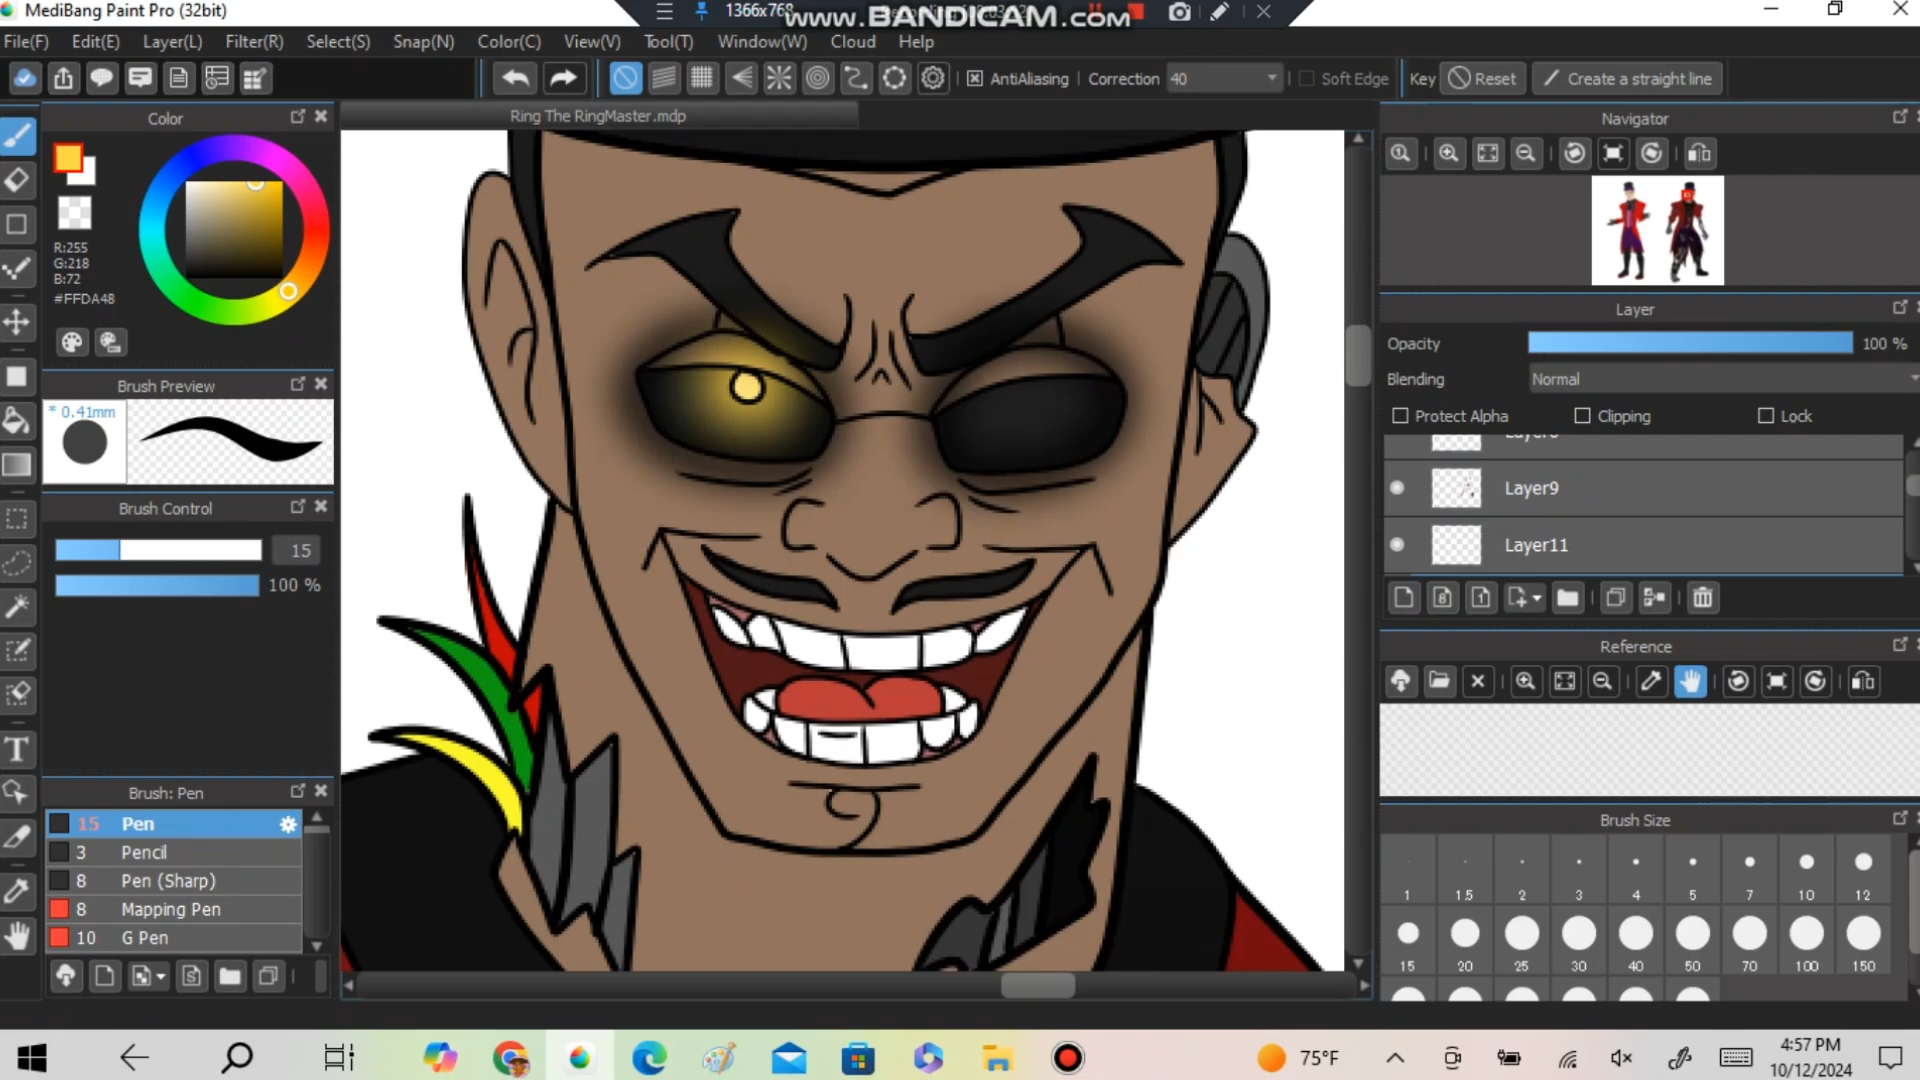 MediBang Paint Pro (32bit)
1366x768
www.BANDICAM.com
File(F) Edit(E) Layer(L) Filter(R) Select(S) Snap(N) Color(C) View(V) Tool(T) Window(W) Cloud Help
AntiAliasing Correction 40 Soft Edge Key Reset Create a straight line
Color
R:255
G:218
B:72
#FFDA48
Brush Preview
* 0.41mm
Brush Control
15
100 %
Brush: Pen
15 Pen
3 Pencil
8 Pen (Sharp)
8 Mapping Pen
10 G Pen
Ring The RingMaster.mdp
Navigator
Layer
Opacity 100 %
Blending Normal
Protect Alpha Clipping Lock
Layer9
Layer11
Reference
Brush Size
1 1.5 2 3 4 5 7 10 12
15 20 25 30 40 50 70 100 150
75°F
4:57 PM
10/12/2024